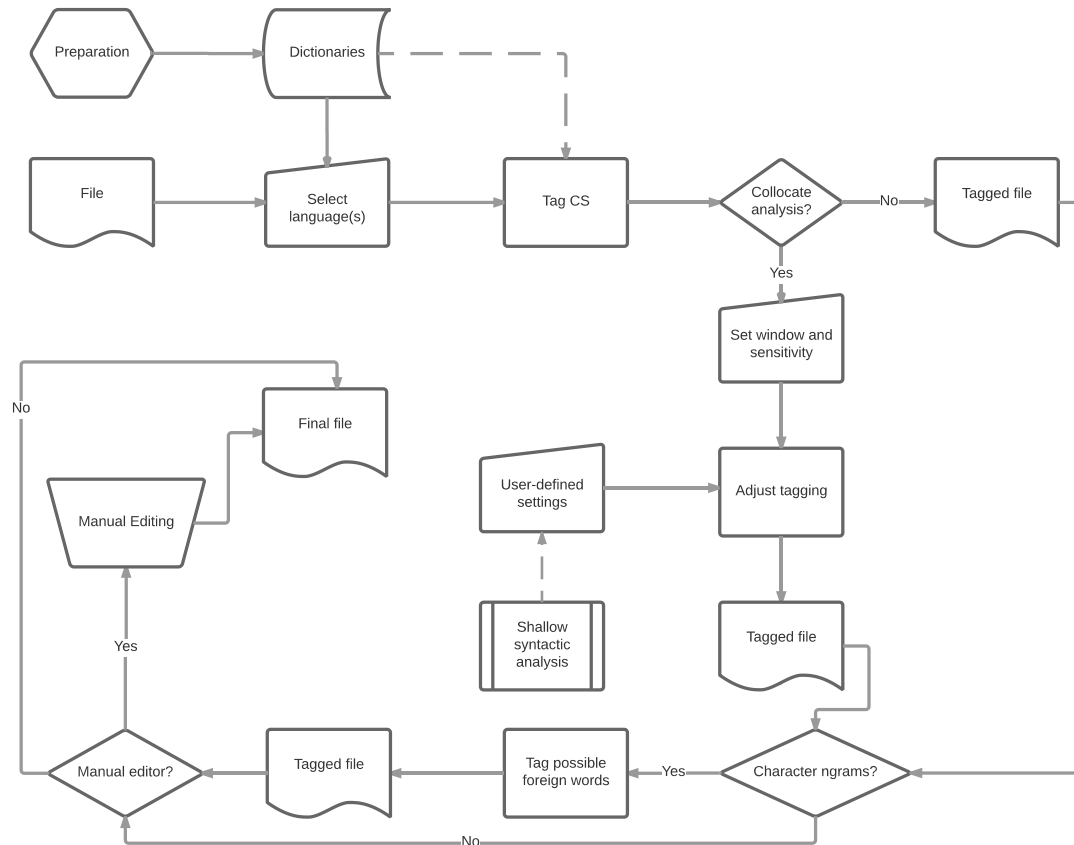 Preparation
Dictionaries
File
Select
language(s)
Tag CS
Collocate
analysis?
No
Tagged file
Yes
Set window and
sensitivity
No
Final file
User-defined
settings
Adjust tagging
Manual Editing
Shallow
syntactic
analysis
Tagged file
Yes
Manual editor?
Tagged file
Tag possible
foreign words
Yes
Character ngrams?
No